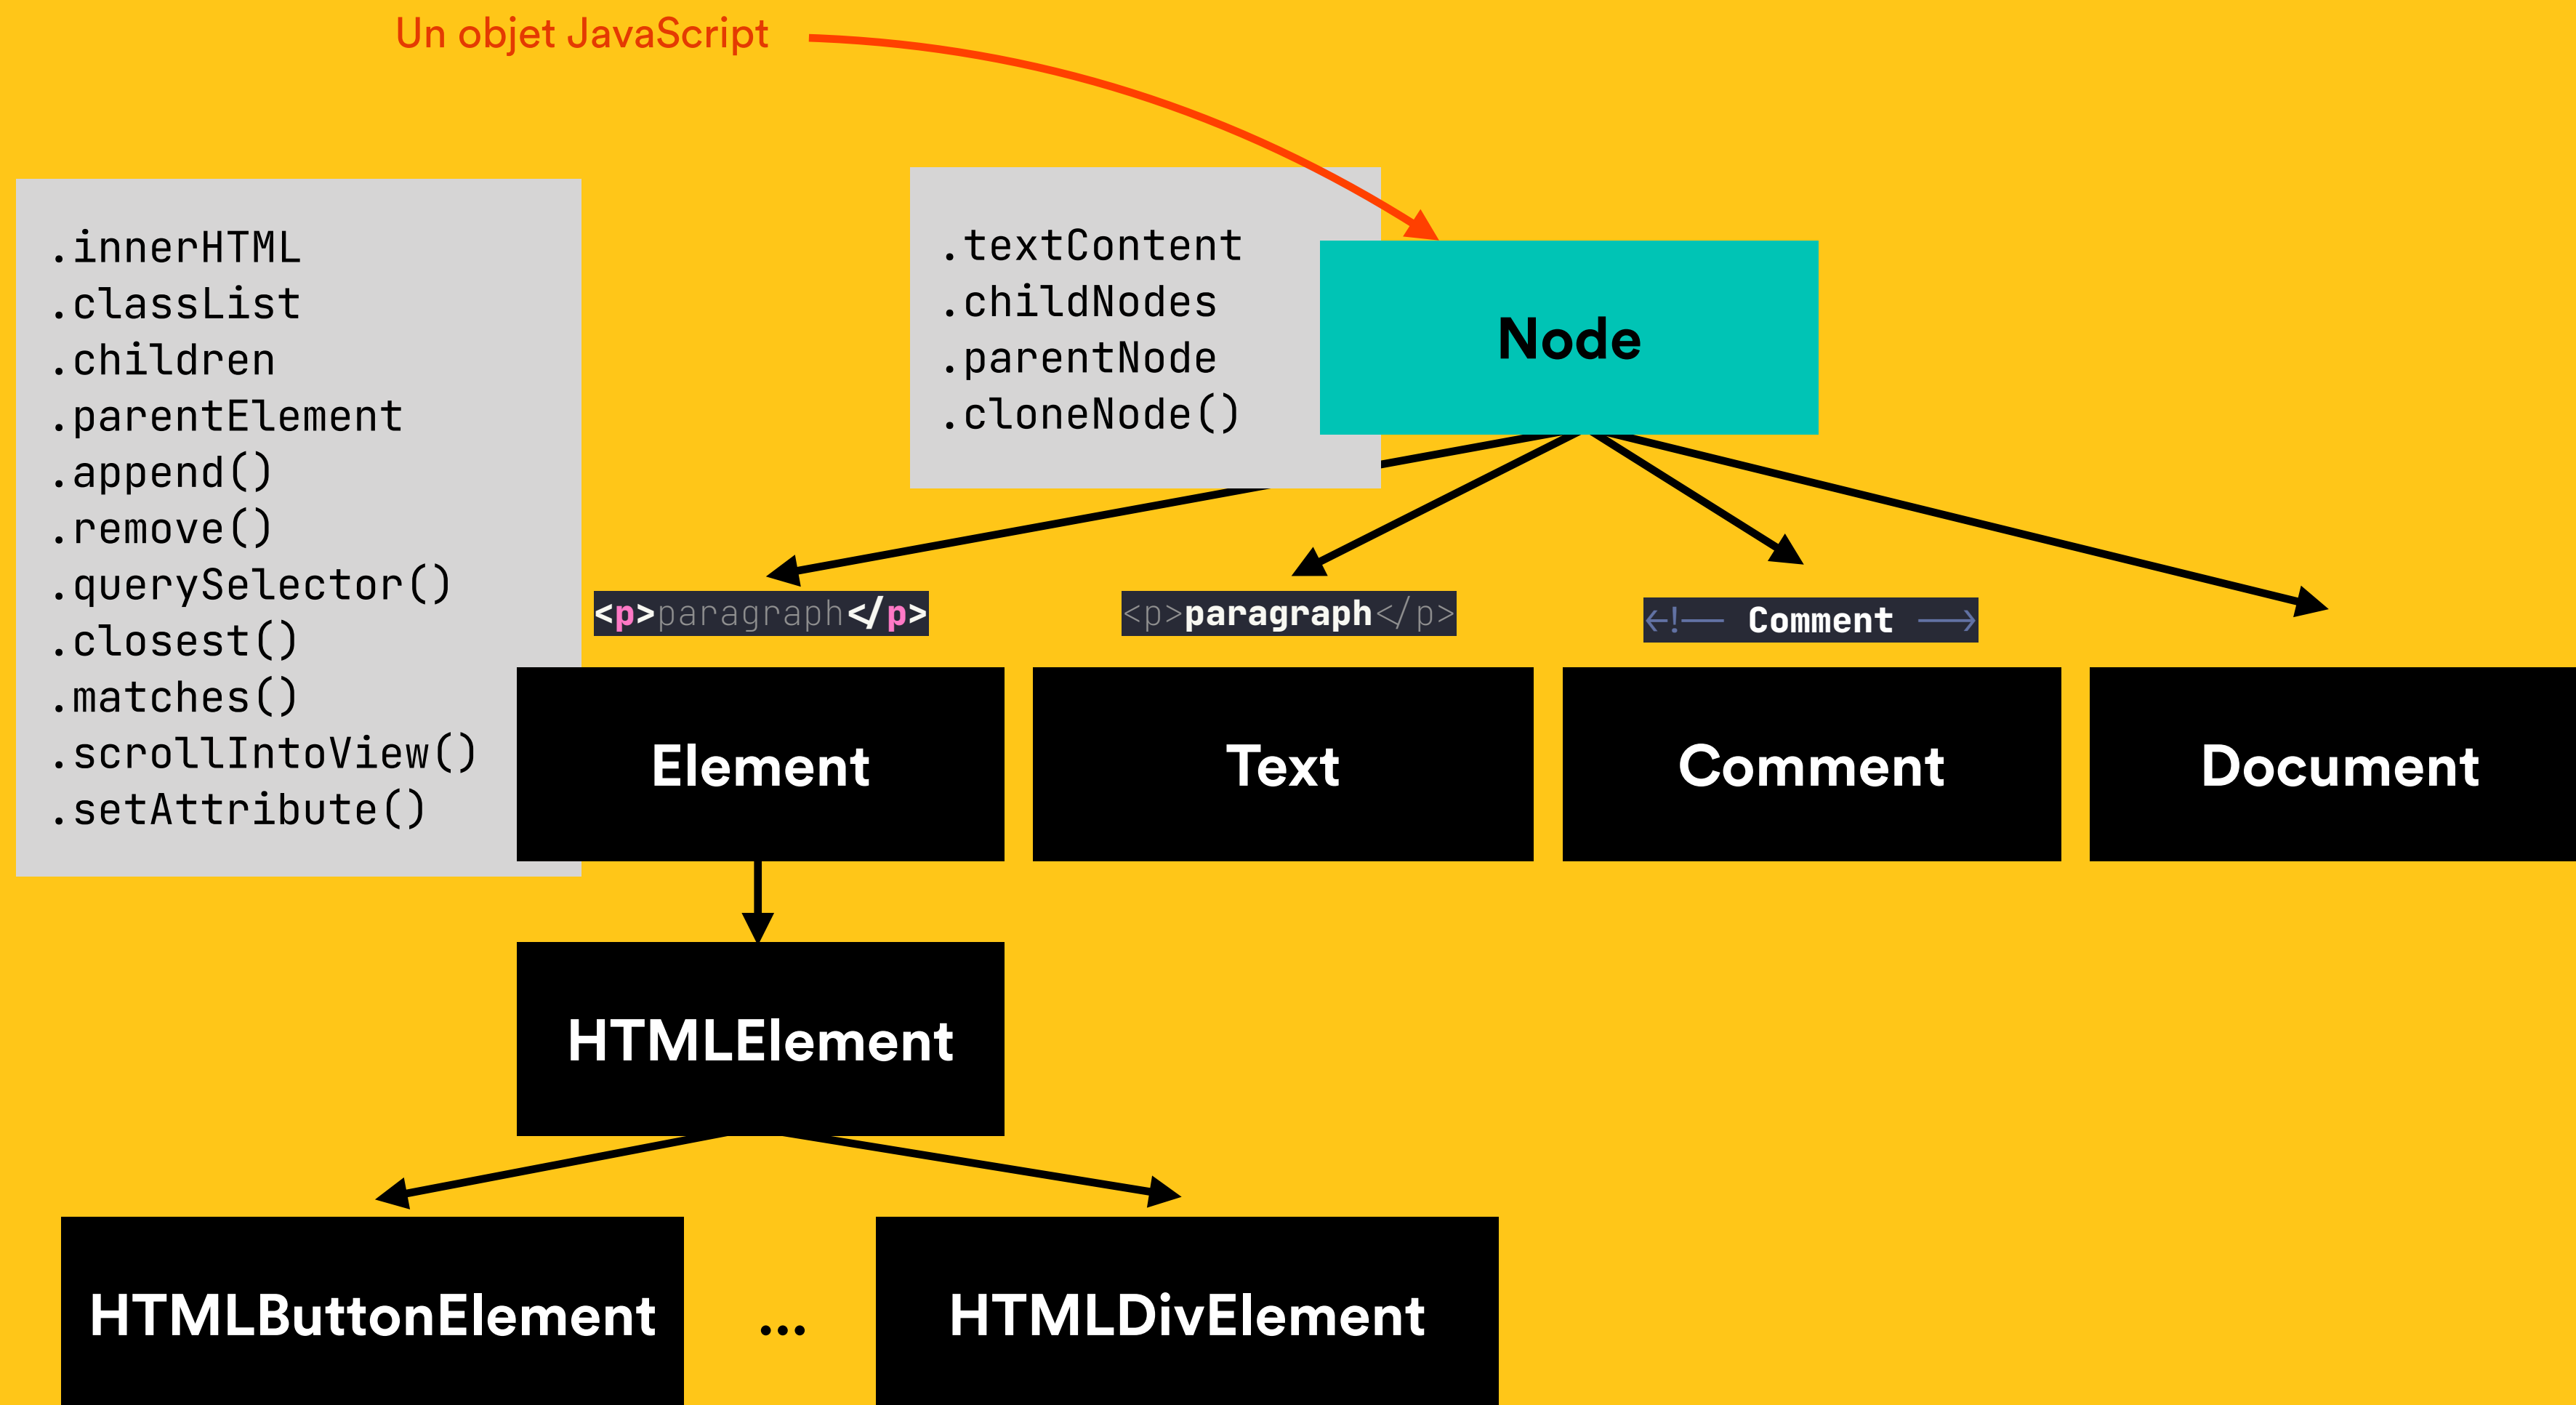 Un objet JavaScript
.innerHTML
.classList
.children
.parentElement
.append()
.remove()
.querySelector()
.closest()
.matches()
.scrollIntoView()
.setAttribute()
.textContent
.childNodes
.parentNode
.cloneNode()
Node
<p>paragraph</p>
<p>paragraph</p>
<!-- Comment -->
Element
Text
Comment
Document
HTMLElement
HTMLButtonElement
...
HTMLDivElement